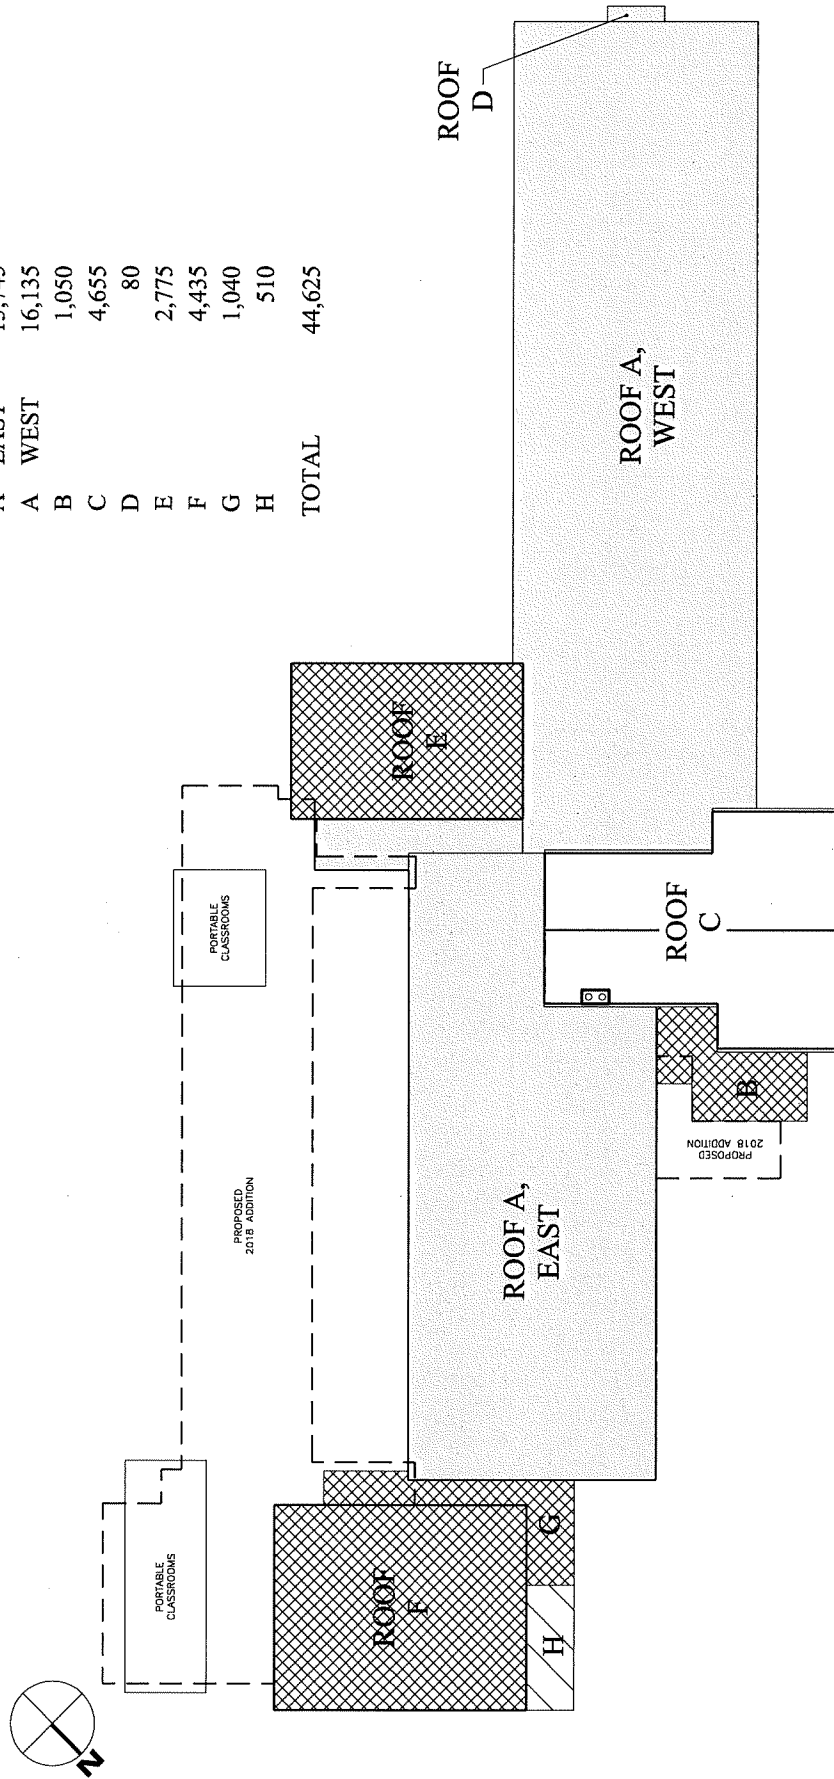 A EAST
A WEST 16,135
B 1,050
C 4,655
D 80
E 2,775
F 4,435
G 1,040
H 510
TOTAL 44,625
ROOF
D
ROOF A,
WEST
ROOF
E
PORTABLE
CLASSROOMS
ROOF
C
B
PROPOSED
2018 ADDITION
PROPOSED
2018 ADDITION
ROOF A,
EAST
PORTABLE
CLASSROOMS
ROOF
F
G
H
N